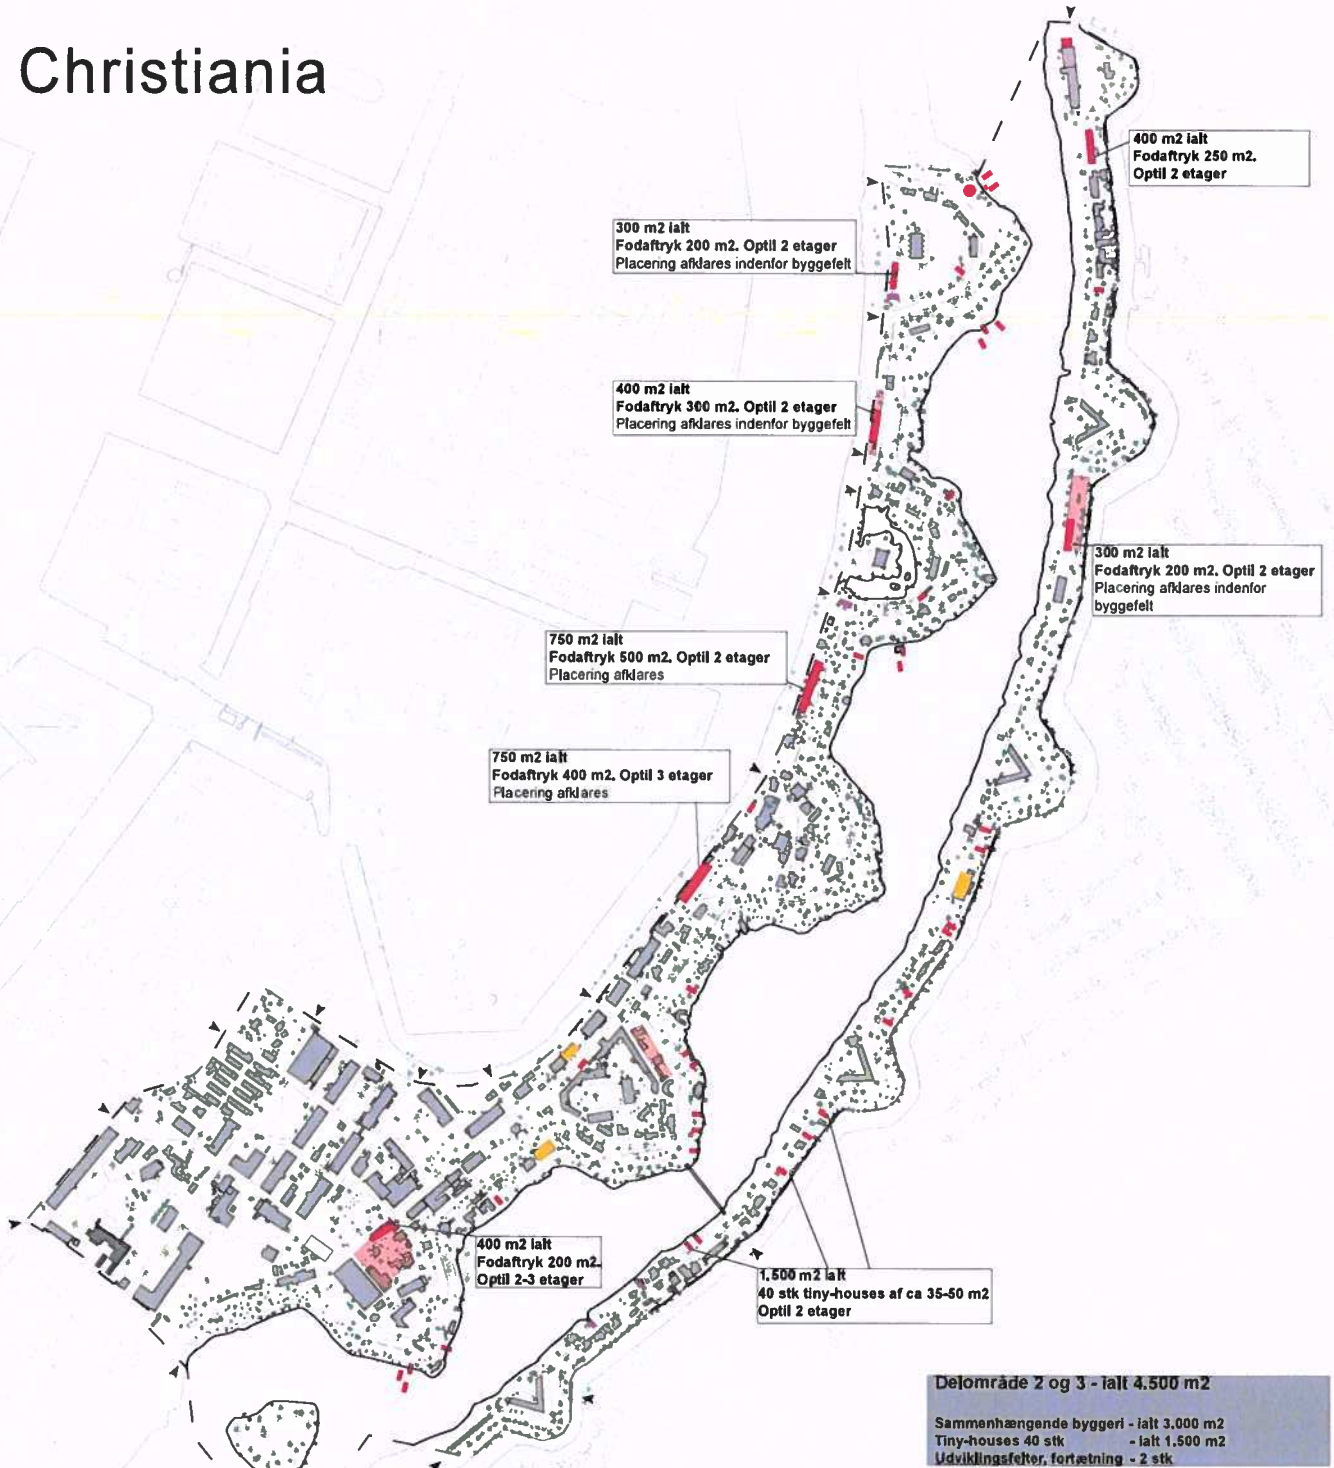 Christiania
400 m2 ialt
Fodaftryk 250 m2.
Optil 2 etager
300 m2 ialt
Fodaftryk 200 m2. Optil 2 etager
Placering afklares indenfor byggefelt
400 m2 ialt
Fodaftryk 300 m2. Optil 2 etager
Placering afklares indenfor byggefelt
300 m2 ialt
Fodaftryk 200 m2. Optil 2 etager
Placering afklares indenfor
byggefelt
750 m2 ialt
Fodaftryk 500 m2. Optil 2 etager
Placering afklares
750 m2 ialt
Fodaftryk 400 m2. Optil 3 etager
Placering afklares
400 m2 ialt
Fodaftryk 200 m2.
Optil 2-3 etager
1.500 m2 ialt
40 stk tiny-houses af ca 35-50 m2
Optil 2 etager
Delområde 2 og 3 - ialt 4.500 m2
Sammenhængende byggeri - ialt 3.000 m2
Tiny-houses 40 stk - ialt 1.500 m2
Udviklingsfelter, fortætning - 2 stk